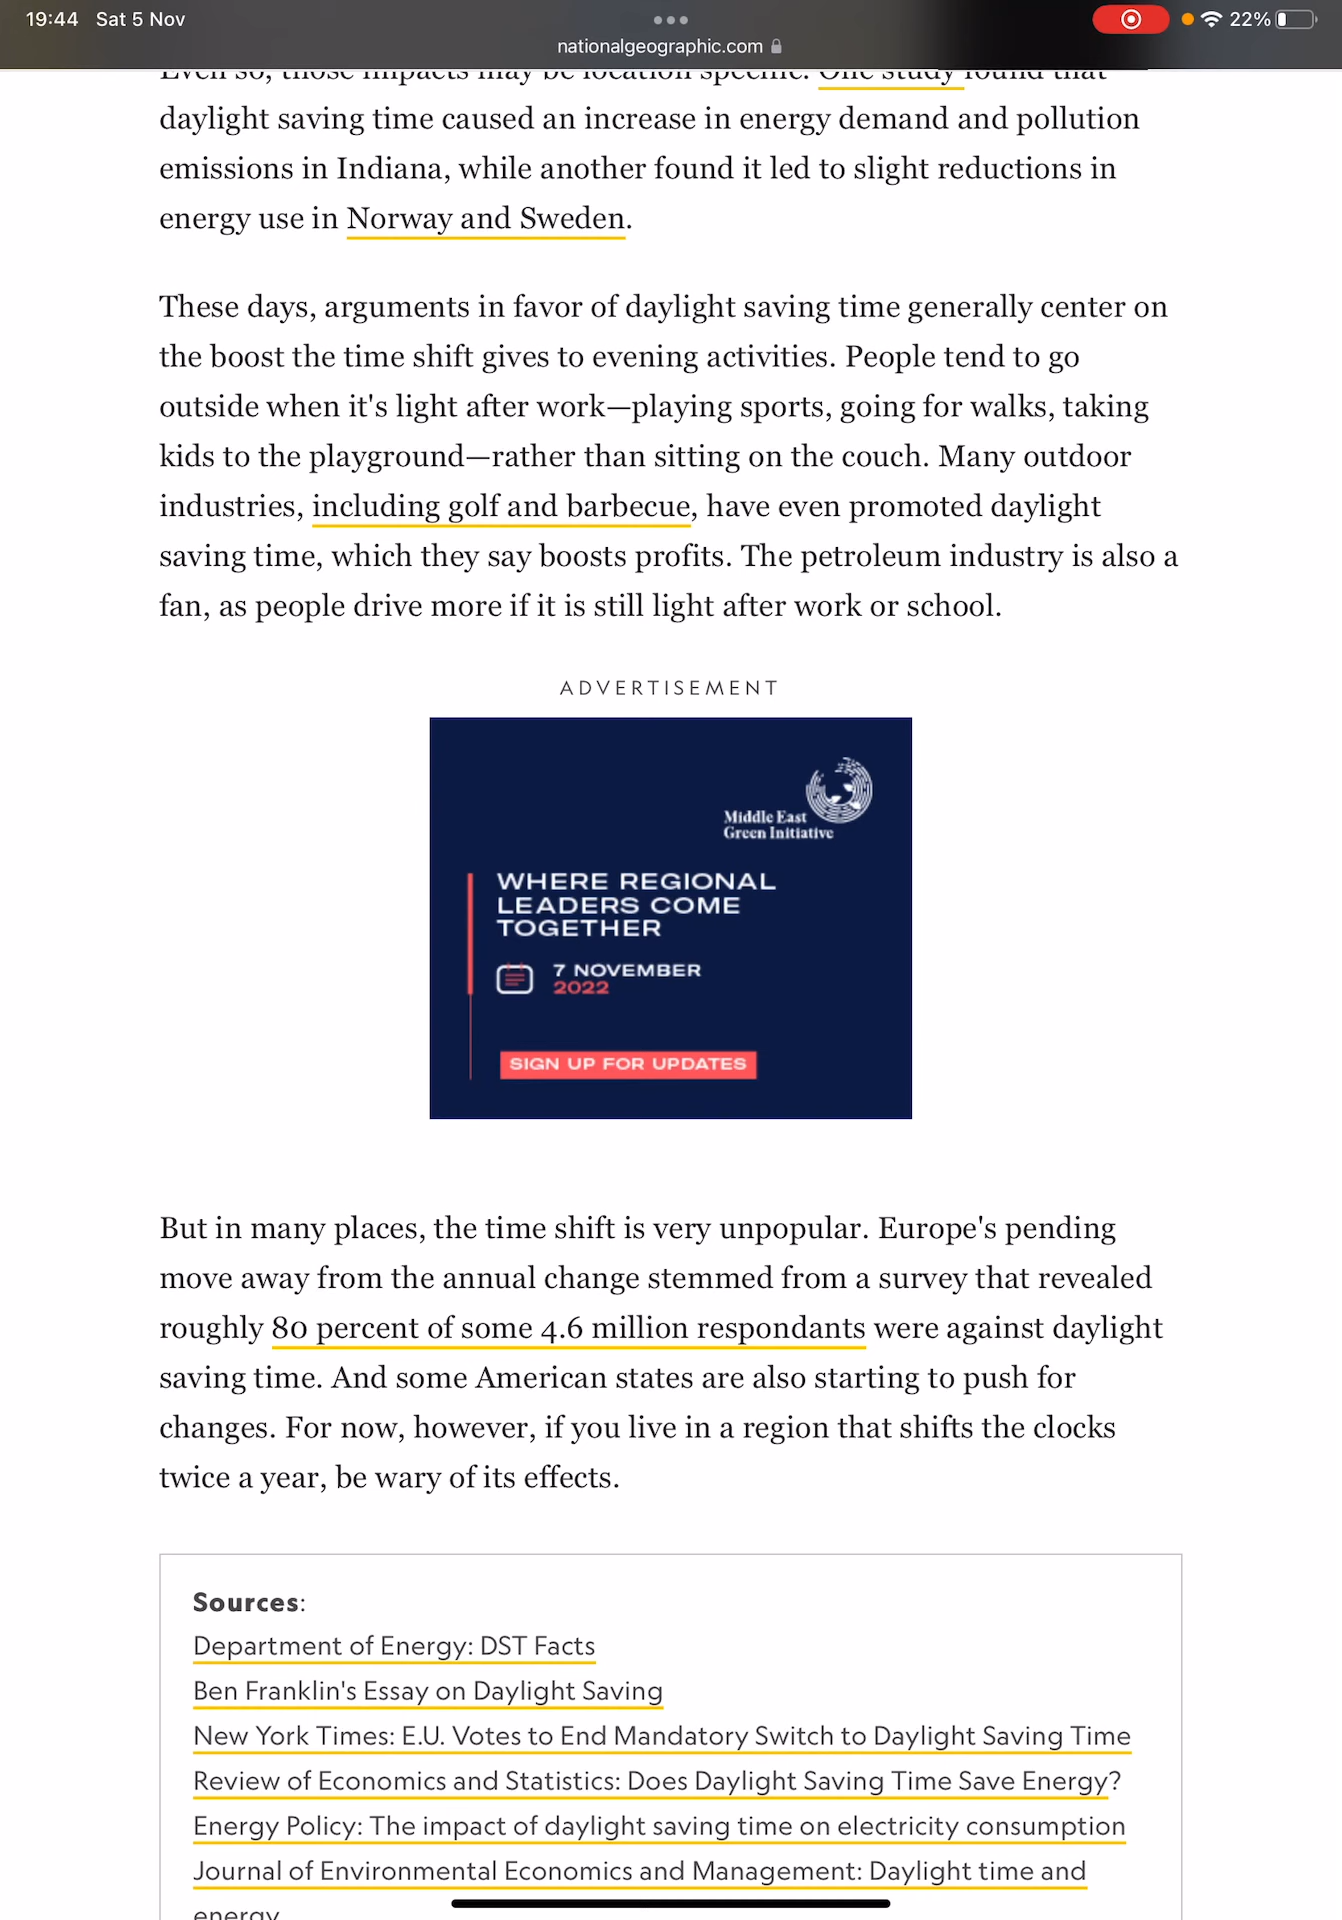 19:44 Sat 5 Nov
22%
nationalgeographic.com
Even so, those impacts may be location specific. One study found that
daylight saving time caused an increase in energy demand and pollution
emissions in Indiana, while another found it led to slight reductions in
energy use in Norway and Sweden.
These days, arguments in favor of daylight saving time generally center on
the boost the time shift gives to evening activities. People tend to go
outside when it's light after work—playing sports, going for walks, taking
kids to the playground—rather than sitting on the couch. Many outdoor
industries, including golf and barbecue, have even promoted daylight
saving time, which they say boosts profits. The petroleum industry is also a
fan, as people drive more if it is still light after work or school.
ADVERTISEMENT
Middle East
Green Initiative
WHERE REGIONAL
LEADERS COME
TOGETHER
7 NOVEMBER
2022
SIGN UP FOR UPDATES
But in many places, the time shift is very unpopular. Europe's pending
move away from the annual change stemmed from a survey that revealed
roughly 80 percent of some 4.6 million respondants were against daylight
saving time. And some American states are also starting to push for
changes. For now, however, if you live in a region that shifts the clocks
twice a year, be wary of its effects.
Sources:
Department of Energy: DST Facts
Ben Franklin's Essay on Daylight Saving
New York Times: E.U. Votes to End Mandatory Switch to Daylight Saving Time
Review of Economics and Statistics: Does Daylight Saving Time Save Energy?
Energy Policy: The impact of daylight saving time on electricity consumption
Journal of Environmental Economics and Management: Daylight time and
energy